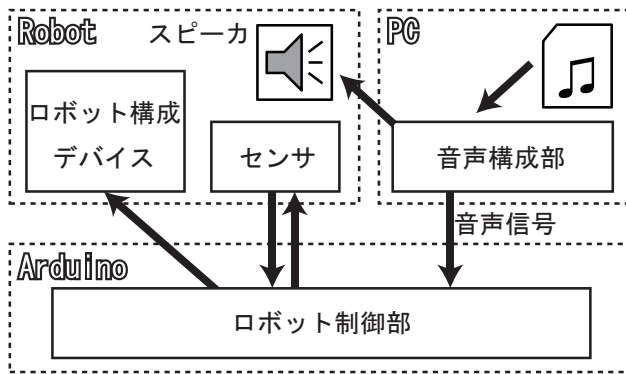 Robot
スピーカ
PC
ロボット構成
デバイス
センサ
音声構成部
音声信号
Arduino
ロボット制御部